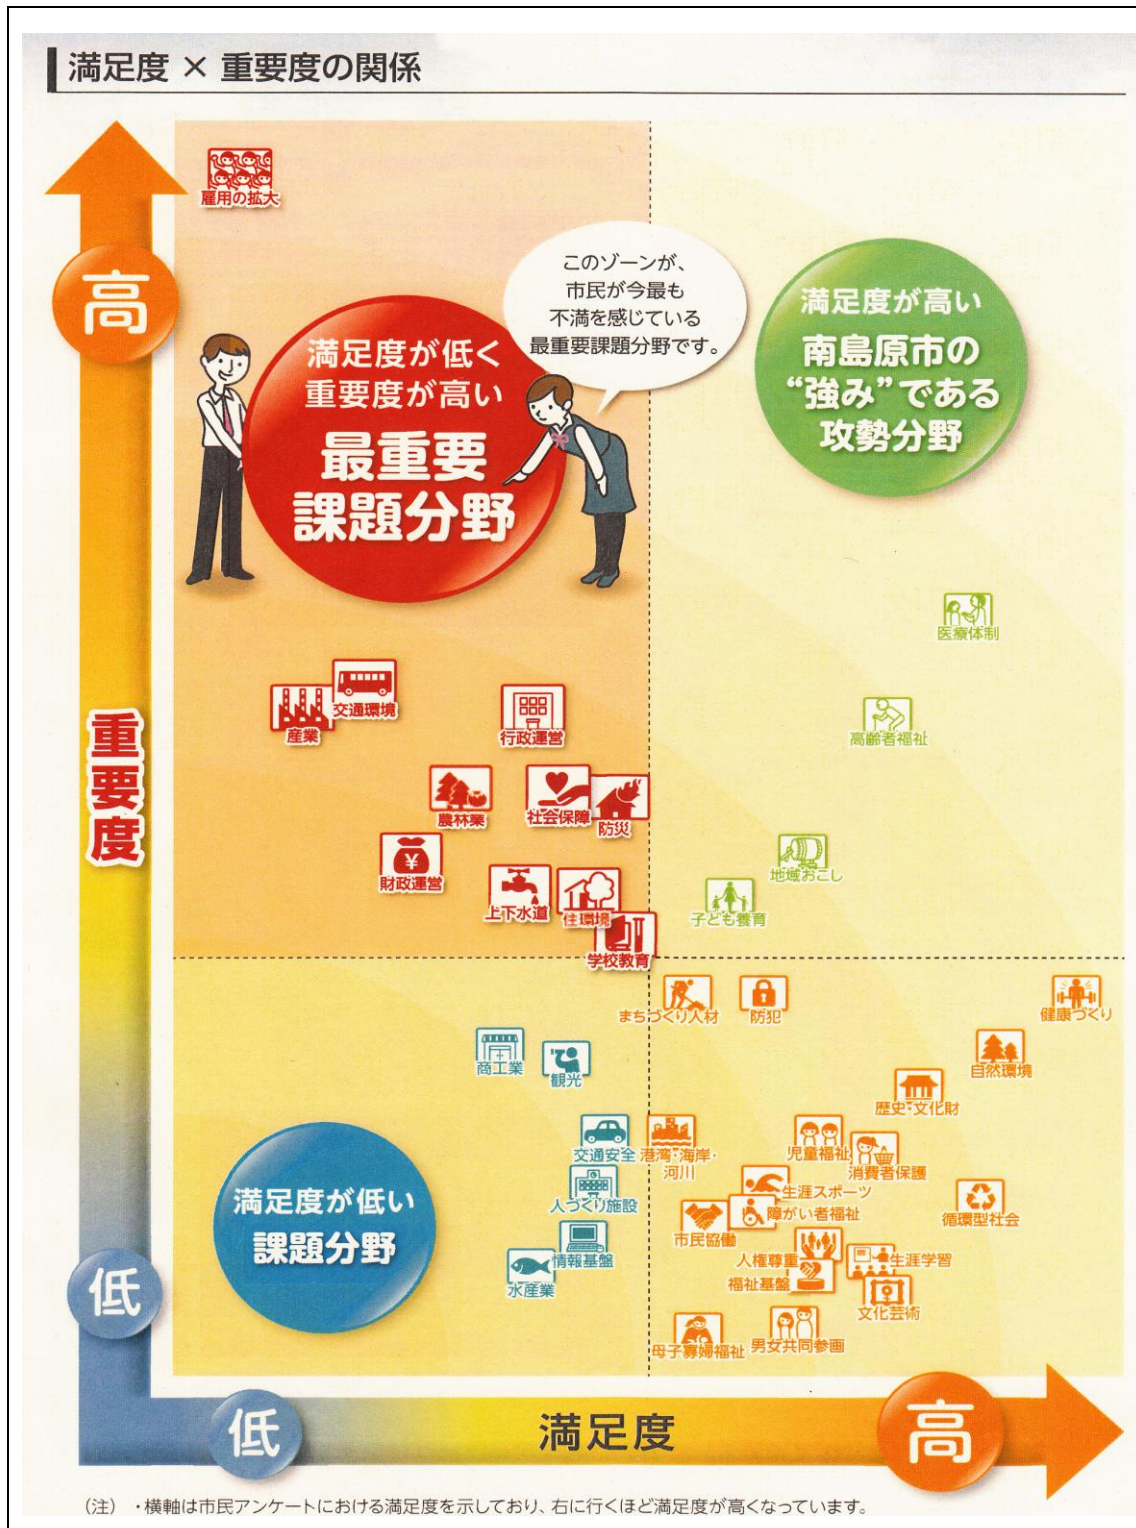 満足度 × 重要度の関係
雇用の拡大
高
このゾーンが、
市民が今最も
不満を感じている
最重要課題分野です。
満足度が低く
重要度が高い
最重要
課題分野
満足度が高い
南島原市の
“強み”である
攻勢分野
医療体制
交通環境
産業
行政運営
高齢者福祉
重要度
農林業
社会保障
防災
財政運営
地域おこし
上下水道
住環境
子ども養育
学校教育
まちづくり人材
防犯
健康づくり
商工業
観光
自然環境
歴史・文化財
交通安全
港湾・海岸・
河川
児童福祉
消費者保護
満足度が低い
課題分野
人づくり施設
生涯スポーツ
障がい者福祉
循環型社会
市民協働
情報基盤
人権尊重
生涯学習
水産業
福祉基盤
文化芸術
低
母子寡婦福祉
男女共同参画
低
満足度
高
（注） ・横軸は市民アンケートにおける満足度を示しており、右に行くほど満足度が高くなっています。